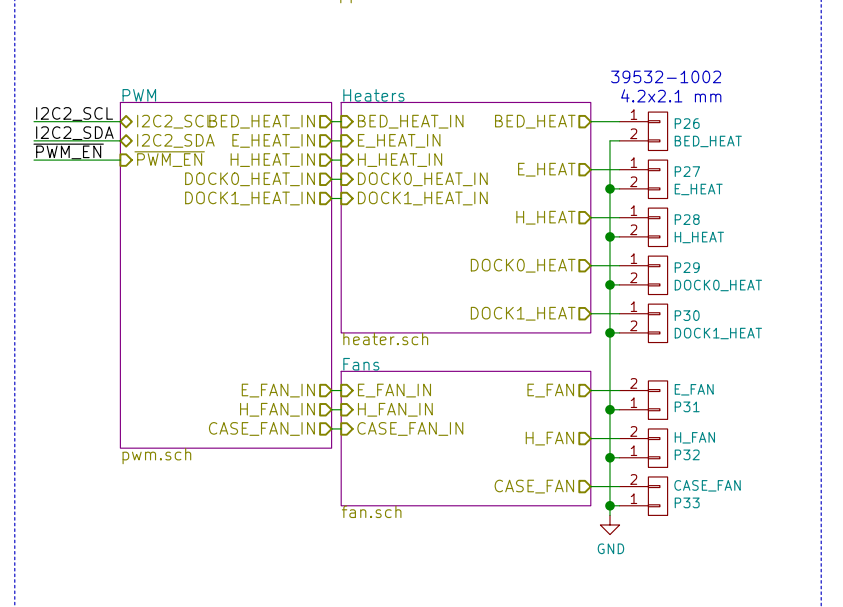 39532-1002
4.2x2.1 mm
PWM
Heaters
I2C2_SCL
I2C2_SDA
PWM_EN
I2C2_SCL
I2C2_SDA
PWM_EN
BED_HEAT_IN
E_HEAT_IN
H_HEAT_IN
DOCK0_HEAT_IN
DOCK1_HEAT_IN
E_FAN_IN
H_FAN_IN
CASE_FAN_IN
pwm.sch
BED_HEAT_IN
E_HEAT_IN
H_HEAT_IN
DOCK0_HEAT_IN
DOCK1_HEAT_IN
BED_HEAT
E_HEAT
H_HEAT
DOCK0_HEAT
DOCK1_HEAT
heater.sch
Fans
E_FAN_IN
H_FAN_IN
CASE_FAN_IN
E_FAN
H_FAN
CASE_FAN
fan.sch
1 P26
2 BED_HEAT
1 P27
2 E_HEAT
1 P28
2 H_HEAT
1 P29
2 DOCK0_HEAT
1 P30
2 DOCK1_HEAT
2 E_FAN
1 P31
2 H_FAN
1 P32
2 CASE_FAN
1 P33
GND